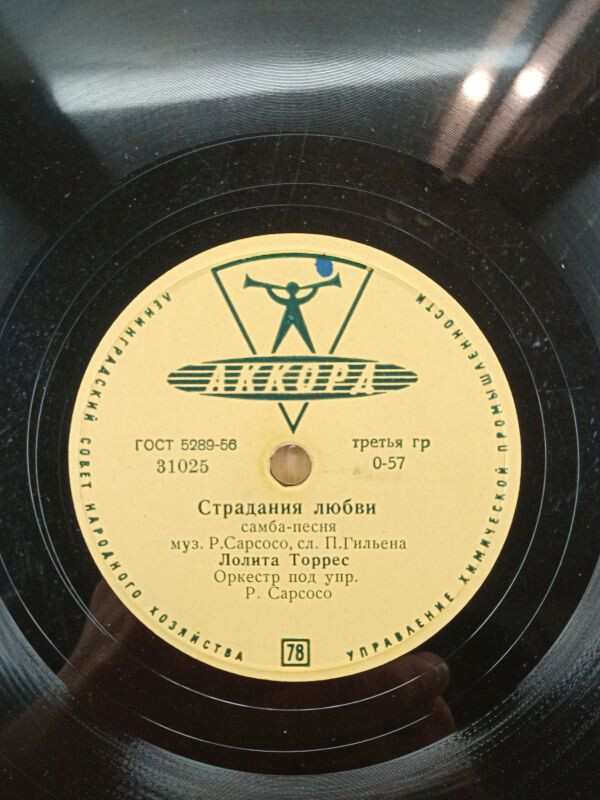 АККОРД
ГОСТ 5289-56
31025
третья гр
0-57
Страдания любви
самба-песня
муз. Р.Сарсосо, сл. П.Гильена
Лолита Торрес
Оркестр под упр.
Р. Сарсосо
78
ЛЕНИНГРАДСКИЙ СОВЕТ НАРОДНОГО ХОЗЯЙСТВА
УПРАВЛЕНИЕ ХИМИЧЕСКОЙ ПРОМЫШЛЕННОСТИ